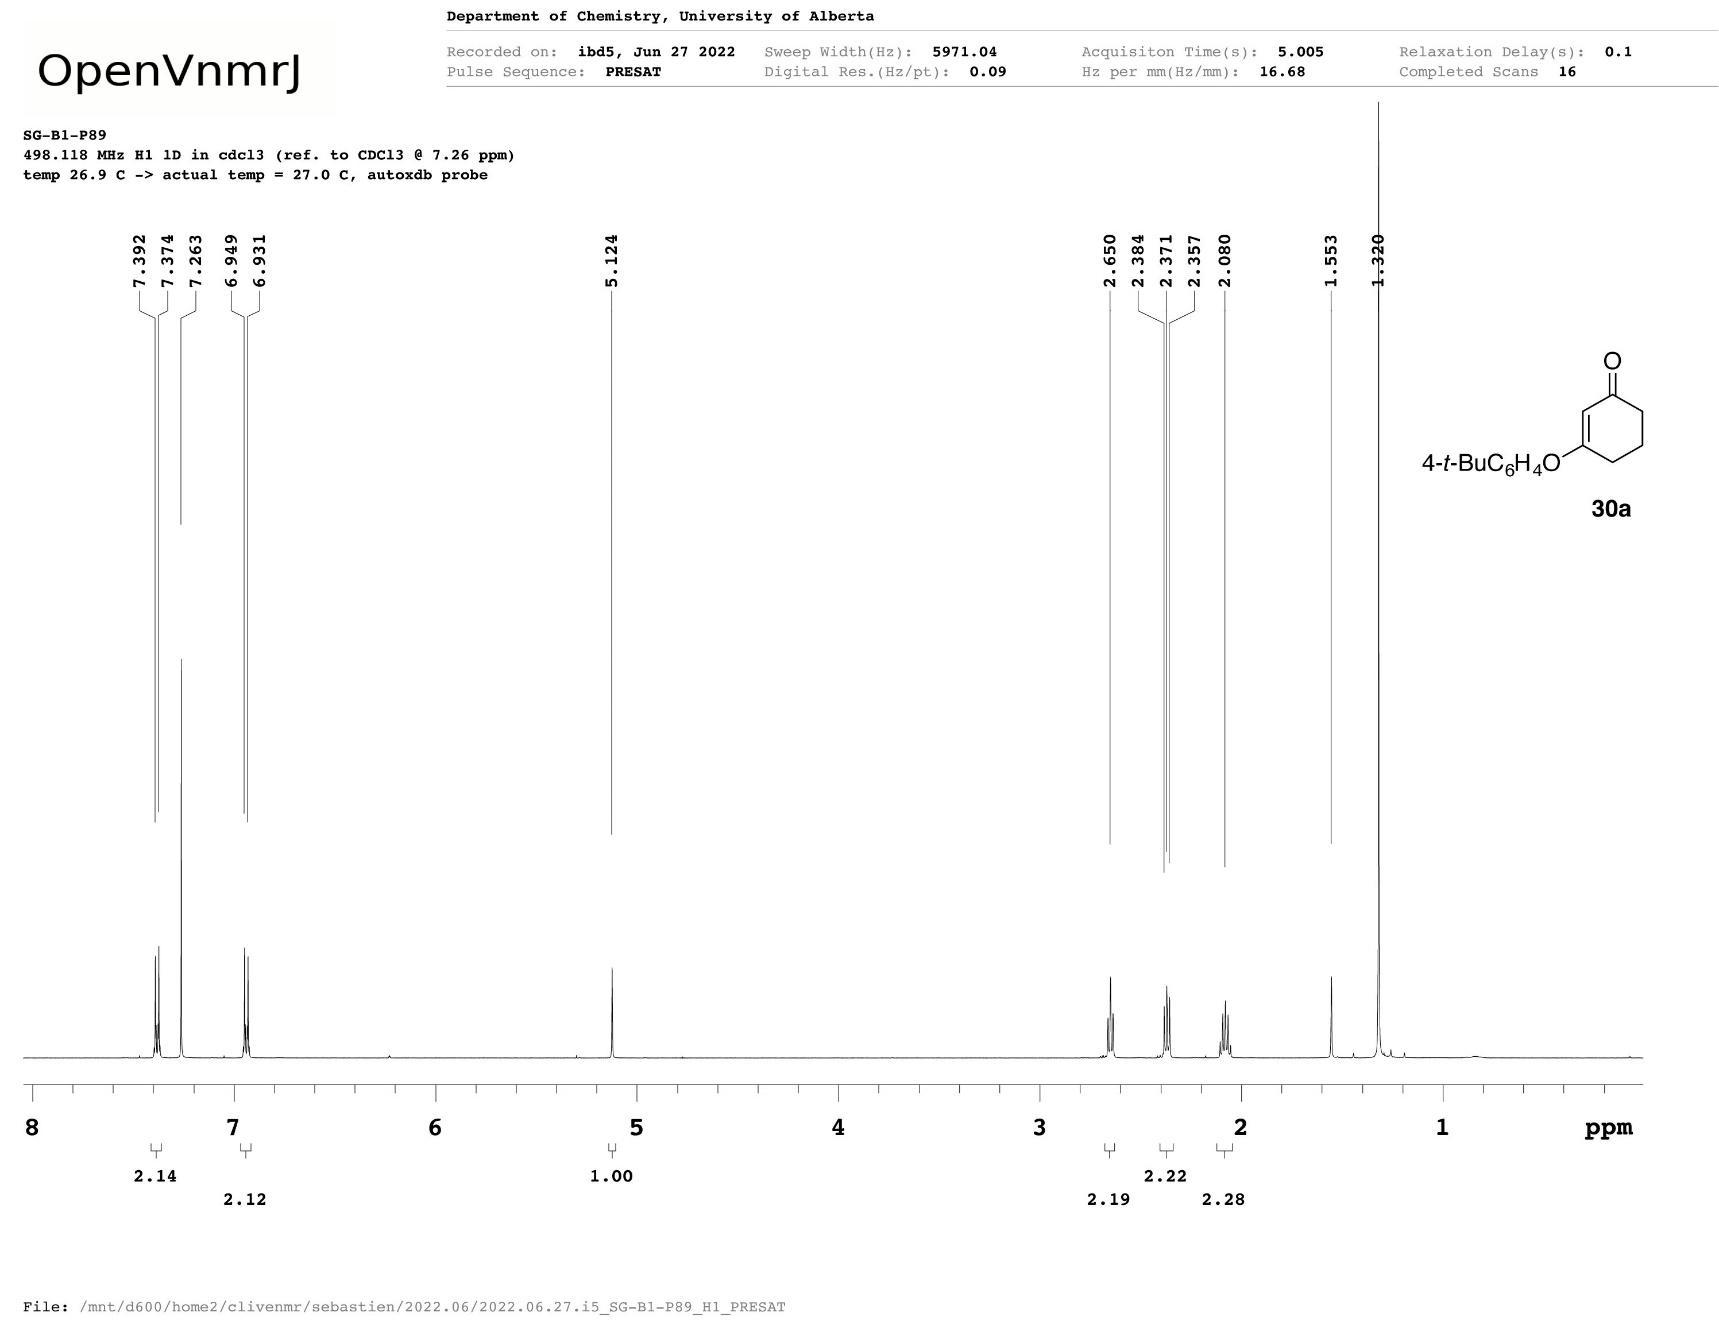 Department of Chemistry, University of Alberta
OpenVnmrJ
Recorded on: ibd5, Jun 27 2022 Sweep Width(Hz): 5971.04 Acquisiton Time(s): 5.005 Relaxation Delay(s): 0.1
Pulse Sequence: PRESAT Digital Res.(Hz/pt): 0.09 Hz per mm(Hz/mm): 16.68 Completed Scans 16
SG-B1-P89
498.118 MHz H1 1D in cdcl3 (ref. to CDCl3 @ 7.26 ppm)
temp 26.9 C -> actual temp = 27.0 C, autoxdb probe
7.392 7.374 7.263 6.949 6.931 5.124 2.650 2.384 2.371 2.357 2.080 1.553 1.320
O
4-t-BuC6H4O
30a
8 7 6 5 4 3 2 1 ppm
2.14 1.00 2.22
2.12 2.19 2.28
File: /mnt/d600/home2/clivenmr/sebastien/2022.06/2022.06.27.i5_SG-B1-P89_H1_PRESAT